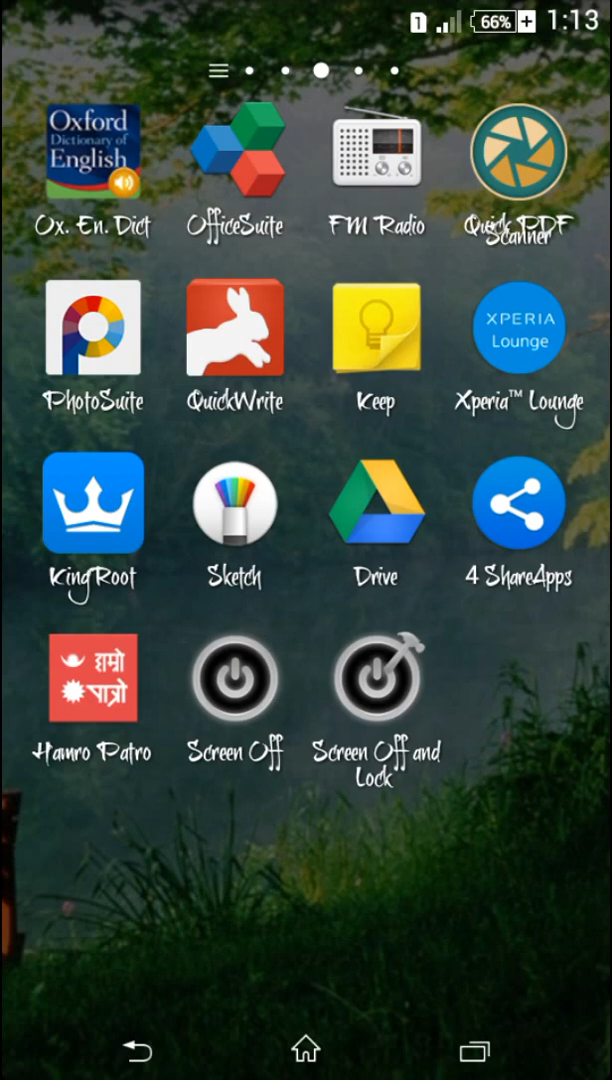 1 66% 1:13
Oxford
Dictionary of
English
Ox. En. Dict
OfficeSuite
FM Radio
Quick PDF
Scanner
PhotoSuite
QuickWrite
Keep
XPERIA
Lounge
Xperia™ Lounge
KingRoot
Sketch
Drive
4 ShareApps
हाम्रो
पात्रो
Hamro Patro
Screen Off
Screen Off and
Lock